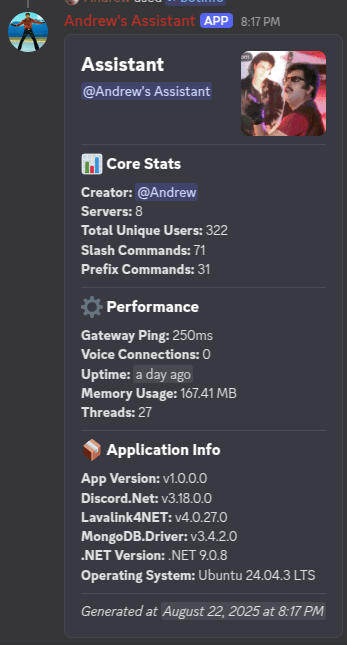 Andrew used botinfo
Andrew's Assistant APP 8:17 PM
Assistant
@Andrew's Assistant
Core Stats
Creator: @Andrew
Servers: 8
Total Unique Users: 322
Slash Commands: 71
Prefix Commands: 31
Performance
Gateway Ping: 250ms
Voice Connections: 0
Uptime: a day ago
Memory Usage: 167.41 MB
Threads: 27
Application Info
App Version: v1.0.0.0
Discord.Net: v3.18.0.0
Lavalink4NET: v4.0.27.0
MongoDB.Driver: v3.4.2.0
.NET Version: .NET 9.0.8
Operating System: Ubuntu 24.04.3 LTS
Generated at August 22, 2025 at 8:17 PM